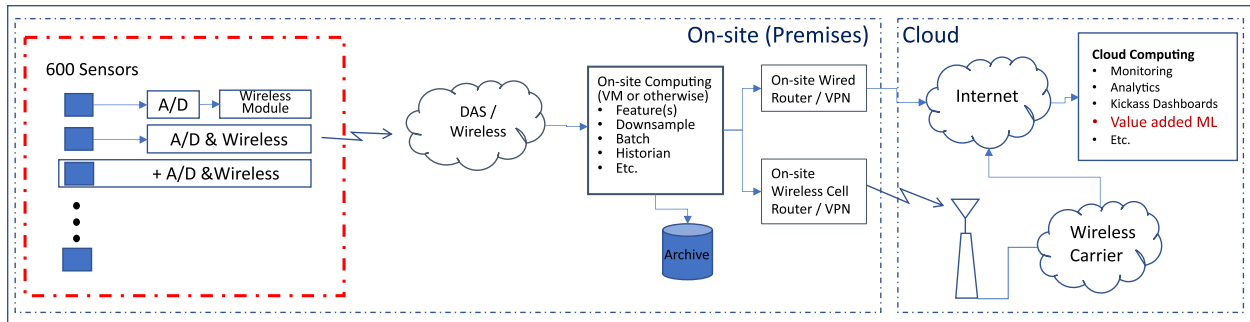 On-site (Premises)
Cloud
600 Sensors
A/D
Wireless
Module
A/D & Wireless
+ A/D &Wireless
DAS /
Wireless
On-site Computing
(VM or otherwise)
• Feature(s)
• Downsample
• Batch
• Historian
• Etc.
Archive
On-site Wired
Router / VPN
On-site
Wireless Cell
Router / VPN
Internet
Wireless
Carrier
Cloud Computing
• Monitoring
• Analytics
• Kickass Dashboards
• Value added ML
• Etc.